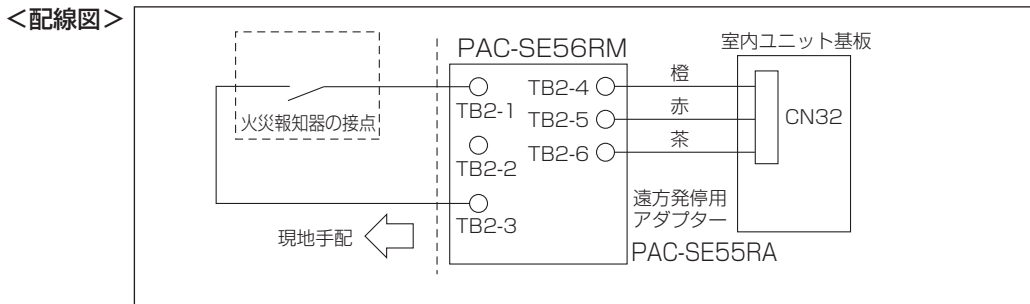 ＜配線図＞
PAC-SE56RM
室内ユニット基板
火災報知器の接点
TB2-1
TB2-2
TB2-3
TB2-4
TB2-5
TB2-6
橙
赤
茶
CN32
現地手配
遠方発停用
アダプター
PAC-SE55RA